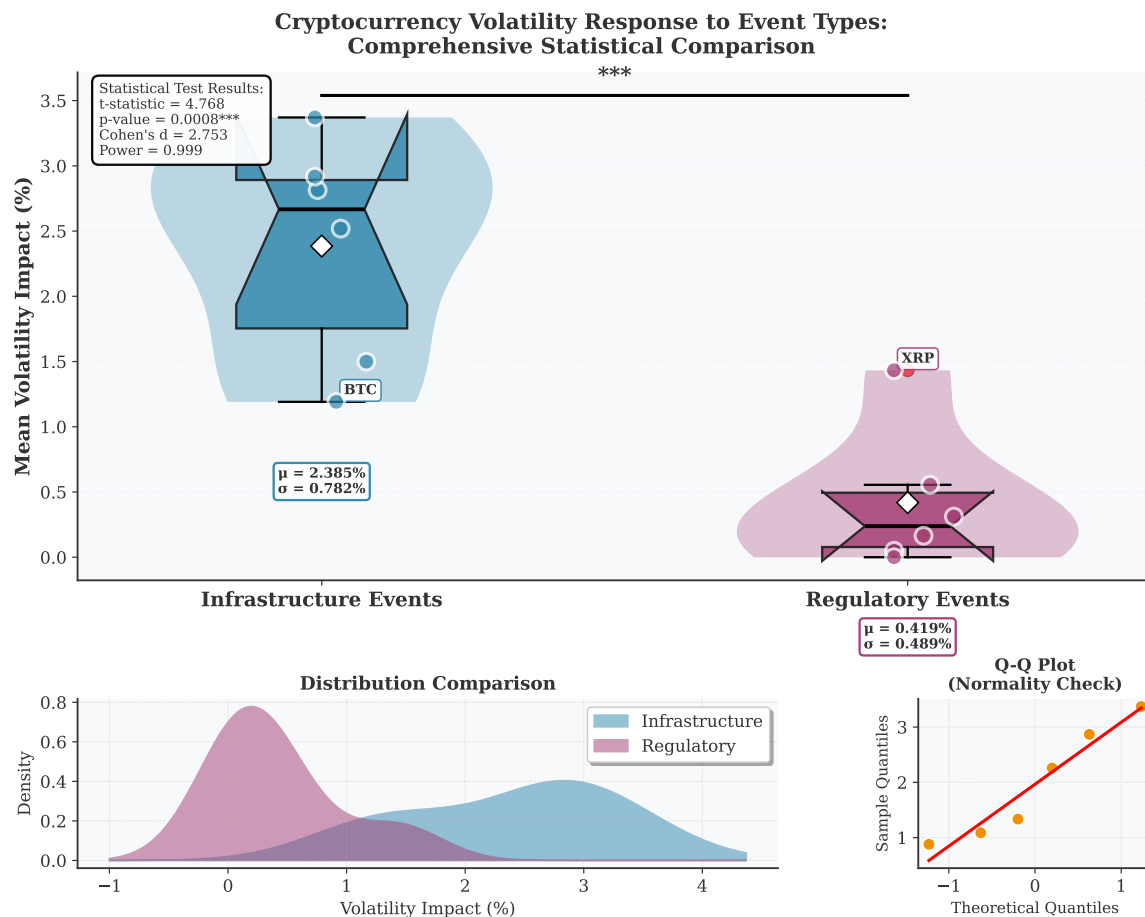 Cryptocurrency Volatility Response to Event Types:
Comprehensive Statistical Comparison
***
Statistical Test Results:
t-statistic = 4.768
p-value = 0.0008***
Cohen's d = 2.753
Power = 0.999
Mean Volatility Impact (%)
3.5
3.0
2.5
2.0
1.5
1.0
0.5
0.0
BTC
XRP
μ = 2.385%
σ = 0.782%
Infrastructure Events
Regulatory Events
μ = 0.419%
σ = 0.489%
Distribution Comparison
Density
0.8
0.6
0.4
0.2
0.0
Infrastructure
Regulatory
−1
0
1
2
3
4
Volatility Impact (%)
Q-Q Plot
(Normality Check)
Sample Quantiles
3
2
1
−1
0
1
Theoretical Quantiles